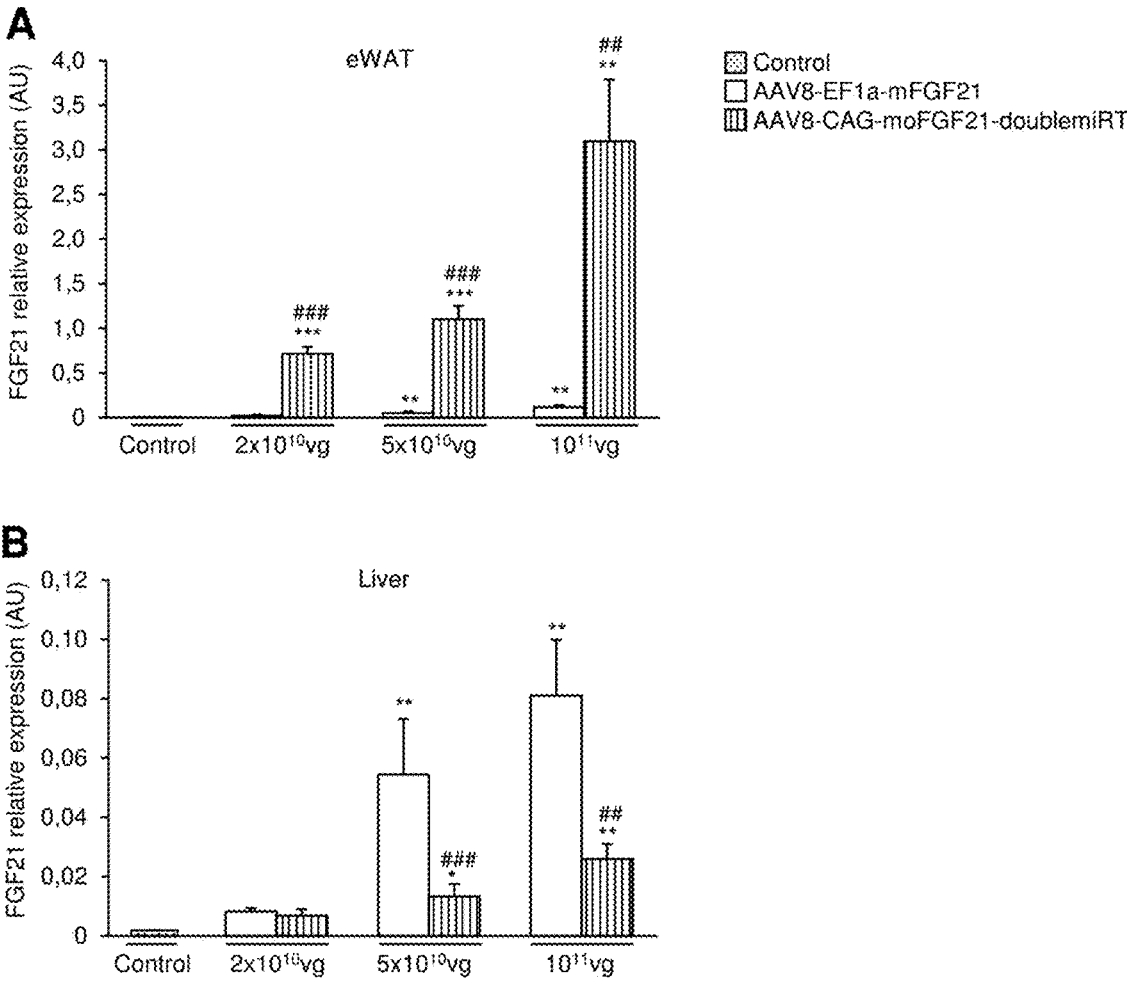 A
eWAT
FGF21 relative expression (AU)
4,0
3,5
3,0
2,5
2,0
1,5
1,0
0,5
0
###
***
**
###
***
**
##
**
Control
2x10¹⁰vg
5x10¹⁰vg
10¹¹vg
Control
AAV8-EF1a-mFGF21
AAV8-CAG-moFGF21-doublemiRT
B
Liver
FGF21 relative expression (AU)
0,12
0,10
0,08
0,06
0,04
0,02
0
**
###
*
**
##
**
Control
2x10¹⁰vg
5x10¹⁰vg
10¹¹vg